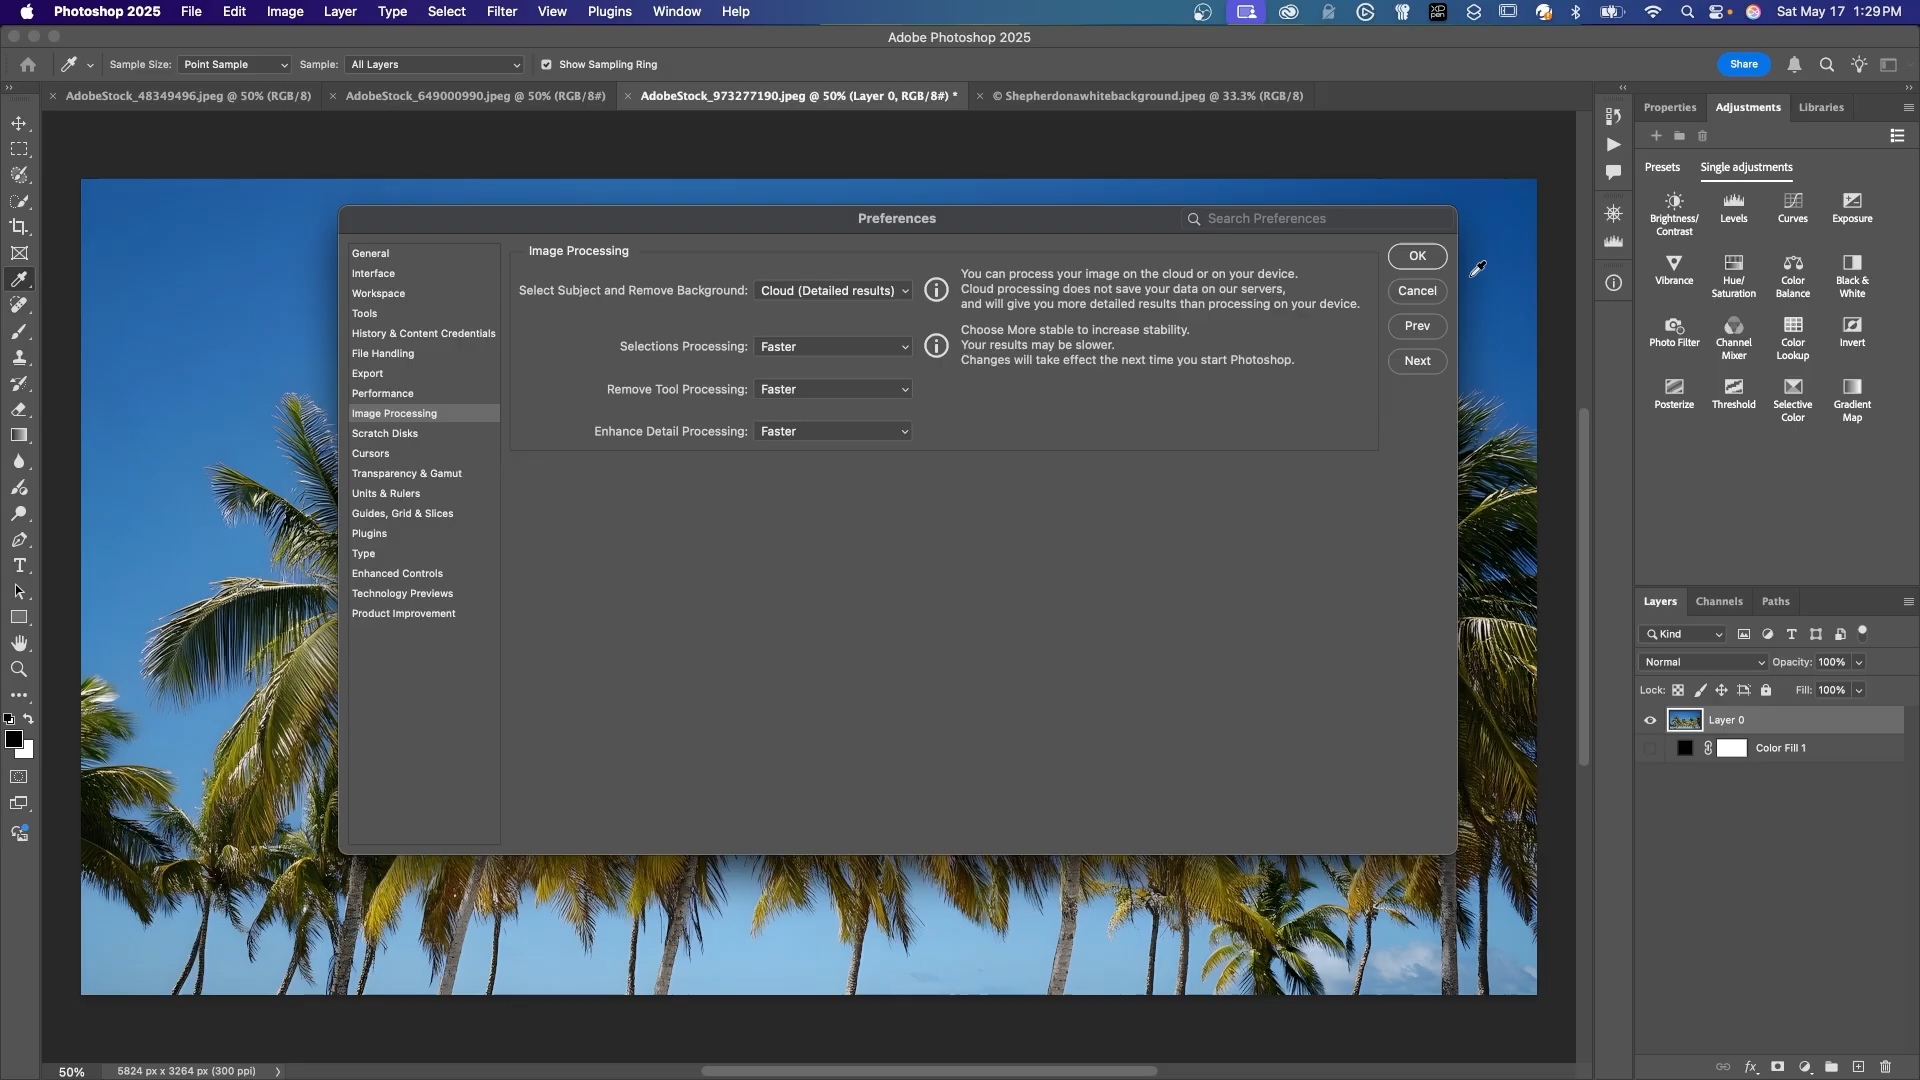 Photoshop 2025 File Edit Image Layer Type Select Filter View Plugins Window Help Sat May 17 1:29 PM
Adobe Photoshop 2025
Sample Size: Point Sample Sample: All Layers Show Sampling Ring Share
AdobeStock_48349496.jpeg @ 50% (RGB/8) AdobeStock_649000990.jpeg @ 50% (RGB/8#) AdobeStock_973277190.jpeg @ 50% (Layer 0, RGB/8#) * © Shepherdonawhitebackground.jpeg @ 33.3% (RGB/8)
Properties Adjustments Libraries
Presets Single adjustments
Brightness/
Contrast
Levels
Curves
Exposure
Vibrance
Hue/
Saturation
Color
Balance
Black &
White
Photo Filter
Channel
Mixer
Color
Lookup
Invert
Posterize
Threshold
Selective
Color
Gradient
Map
Preferences
Search Preferences
General
Interface
Workspace
Tools
History & Content Credentials
File Handling
Export
Performance
Image Processing
Scratch Disks
Cursors
Transparency & Gamut
Units & Rulers
Guides, Grid & Slices
Plugins
Type
Enhanced Controls
Technology Previews
Product Improvement
Image Processing
Select Subject and Remove Background: Cloud (Detailed results)
You can process your image on the cloud or on your device.
Cloud processing does not save your data on our servers,
and will give you more detailed results than processing on your device.
Selections Processing: Faster
Choose More stable to increase stability.
Your results may be slower.
Changes will take effect the next time you start Photoshop.
Remove Tool Processing: Faster
Enhance Detail Processing: Faster
OK
Cancel
Prev
Next
Layers Channels Paths
Kind
Normal Opacity: 100%
Lock: Fill: 100%
Layer 0
Color Fill 1
50% 5824 px x 3264 px (300 ppi)